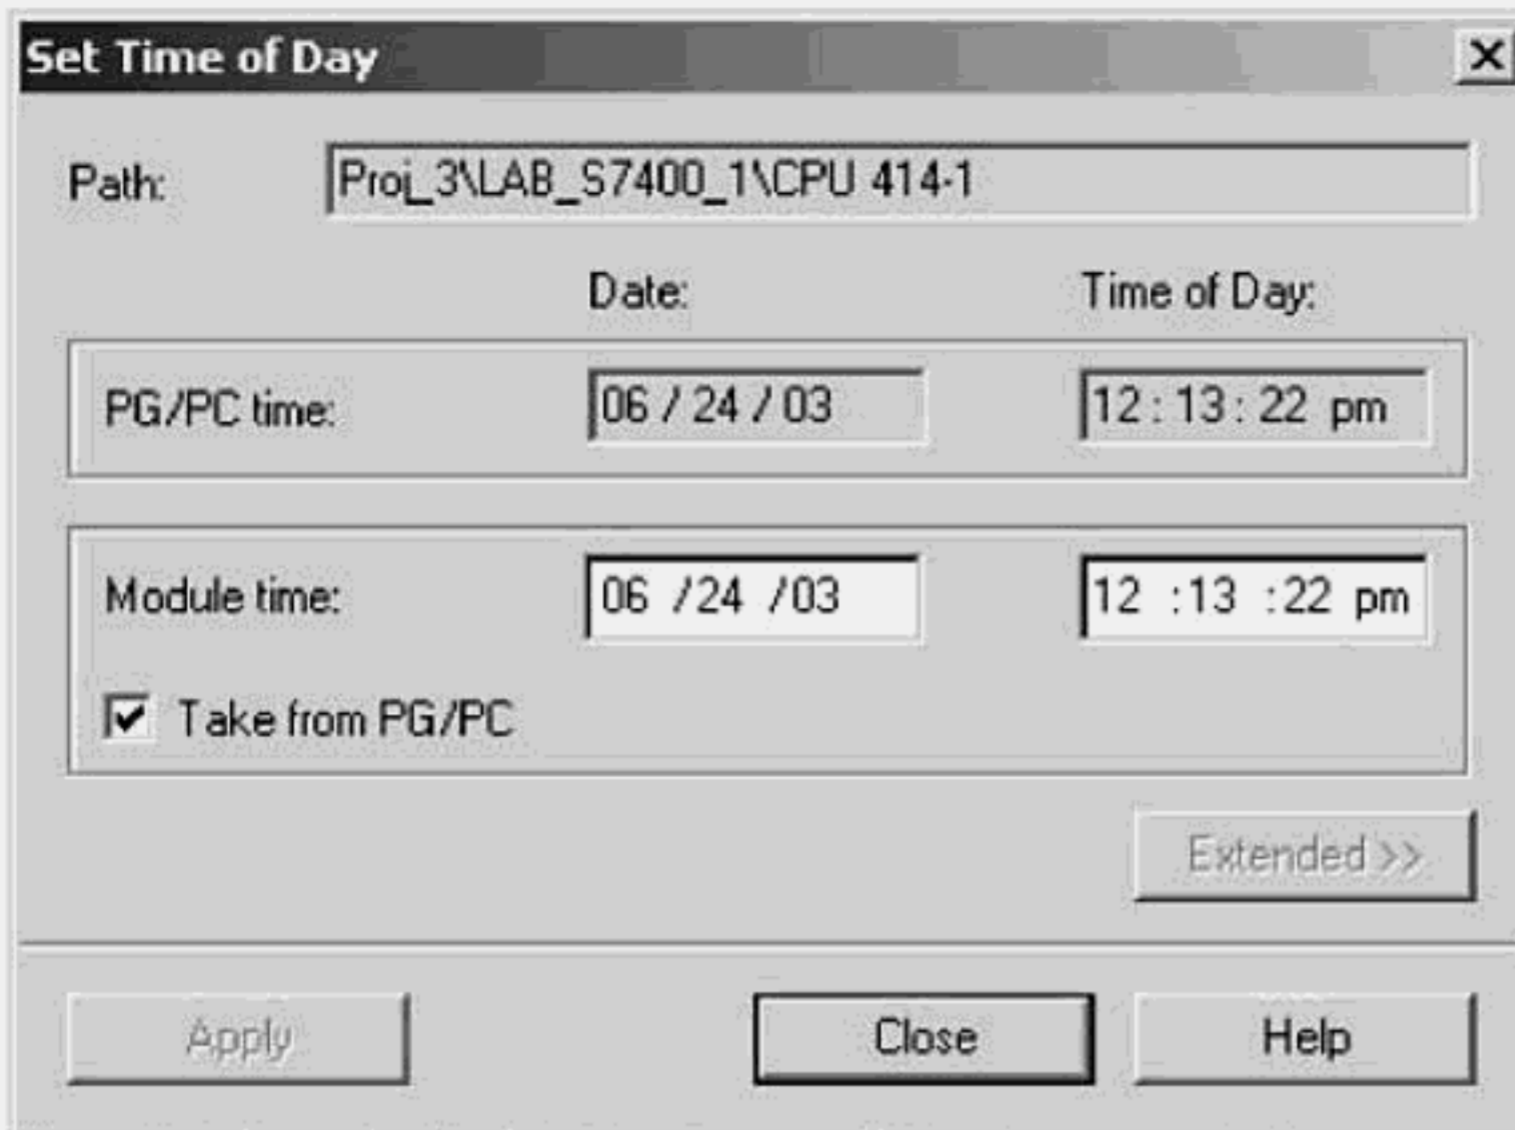 Set Time of Day
Path: Proj_3\LAB_S7400_1\CPU 414-1
Date: Time of Day:
PG/PC time: 06 / 24 / 03 12 : 13 : 22 pm
Module time: 06 /24 /03 12 :13 :22 pm
Take from PG/PC
Extended >>
Apply Close Help